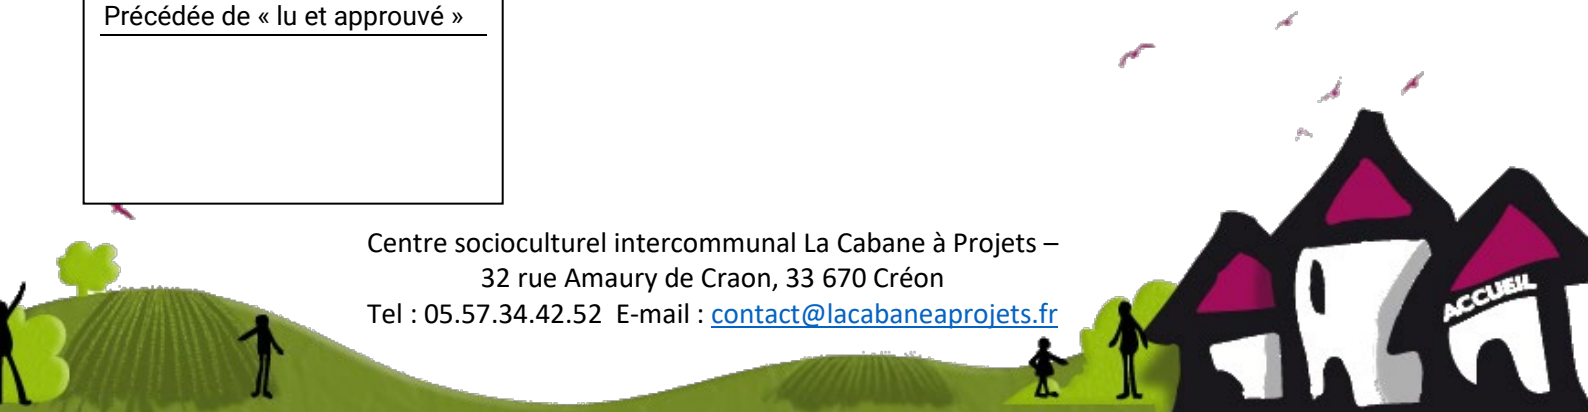 Précédée de « lu et approuvé »
Centre socioculturel intercommunal La Cabane à Projets –
32 rue Amaury de Craon, 33 670 Créon
Tel : 05.57.34.42.52 E-mail : contact@lacabaneaprojets.fr
ACCUEIL